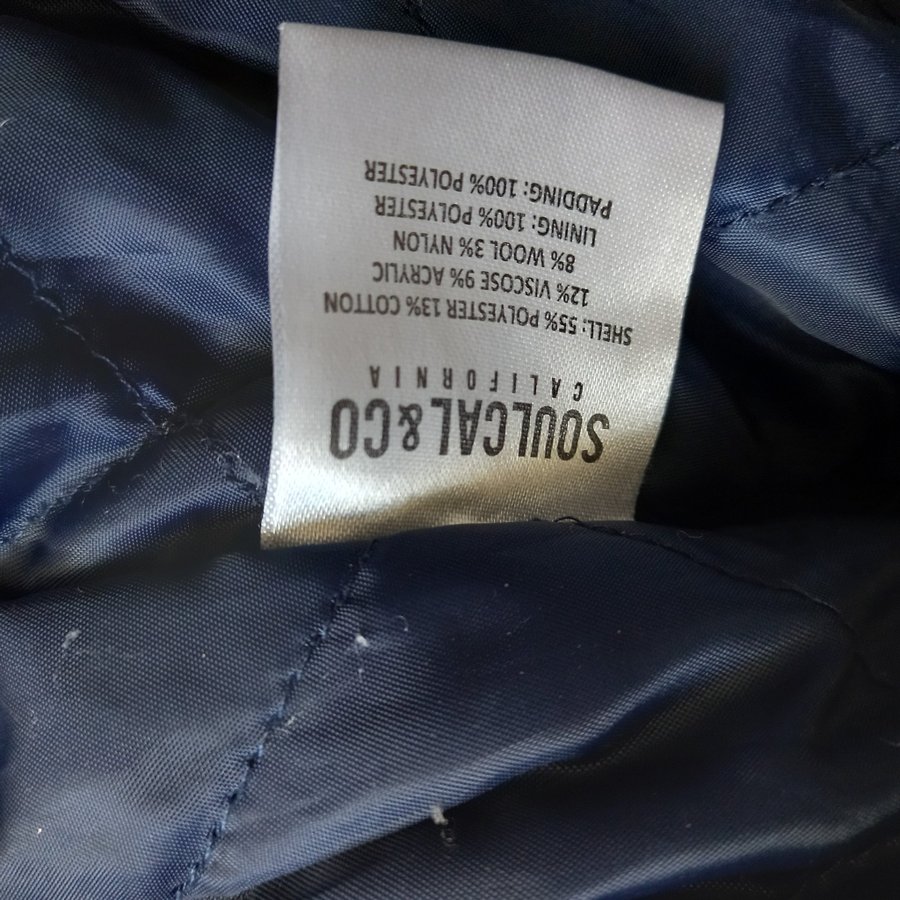 SOULCAL&CO
CALIFORNIA
SHELL: 55% POLYESTER 13% COTTON
12% VISCOSE 9% ACRYLIC
8% WOOL 3% NYLON
LINING: 100% POLYESTER
PADDING: 100% POLYESTER